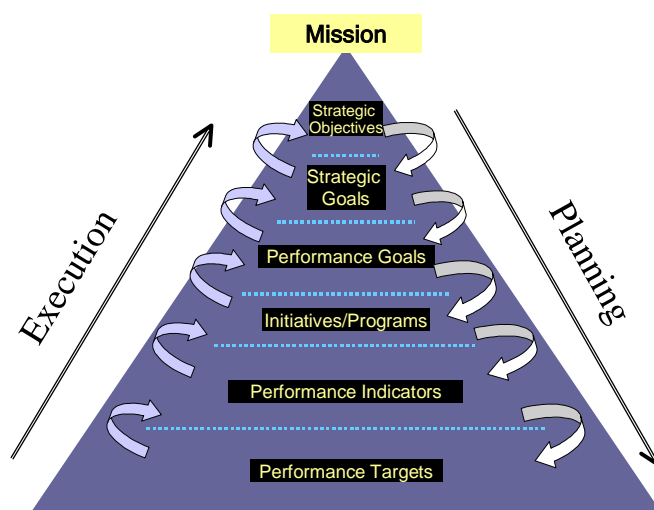 Mission
Strategic
Objectives
Strategic
Goals
Performance Goals
Initiatives/Programs
Performance Indicators
Performance Targets
Execution
Planning